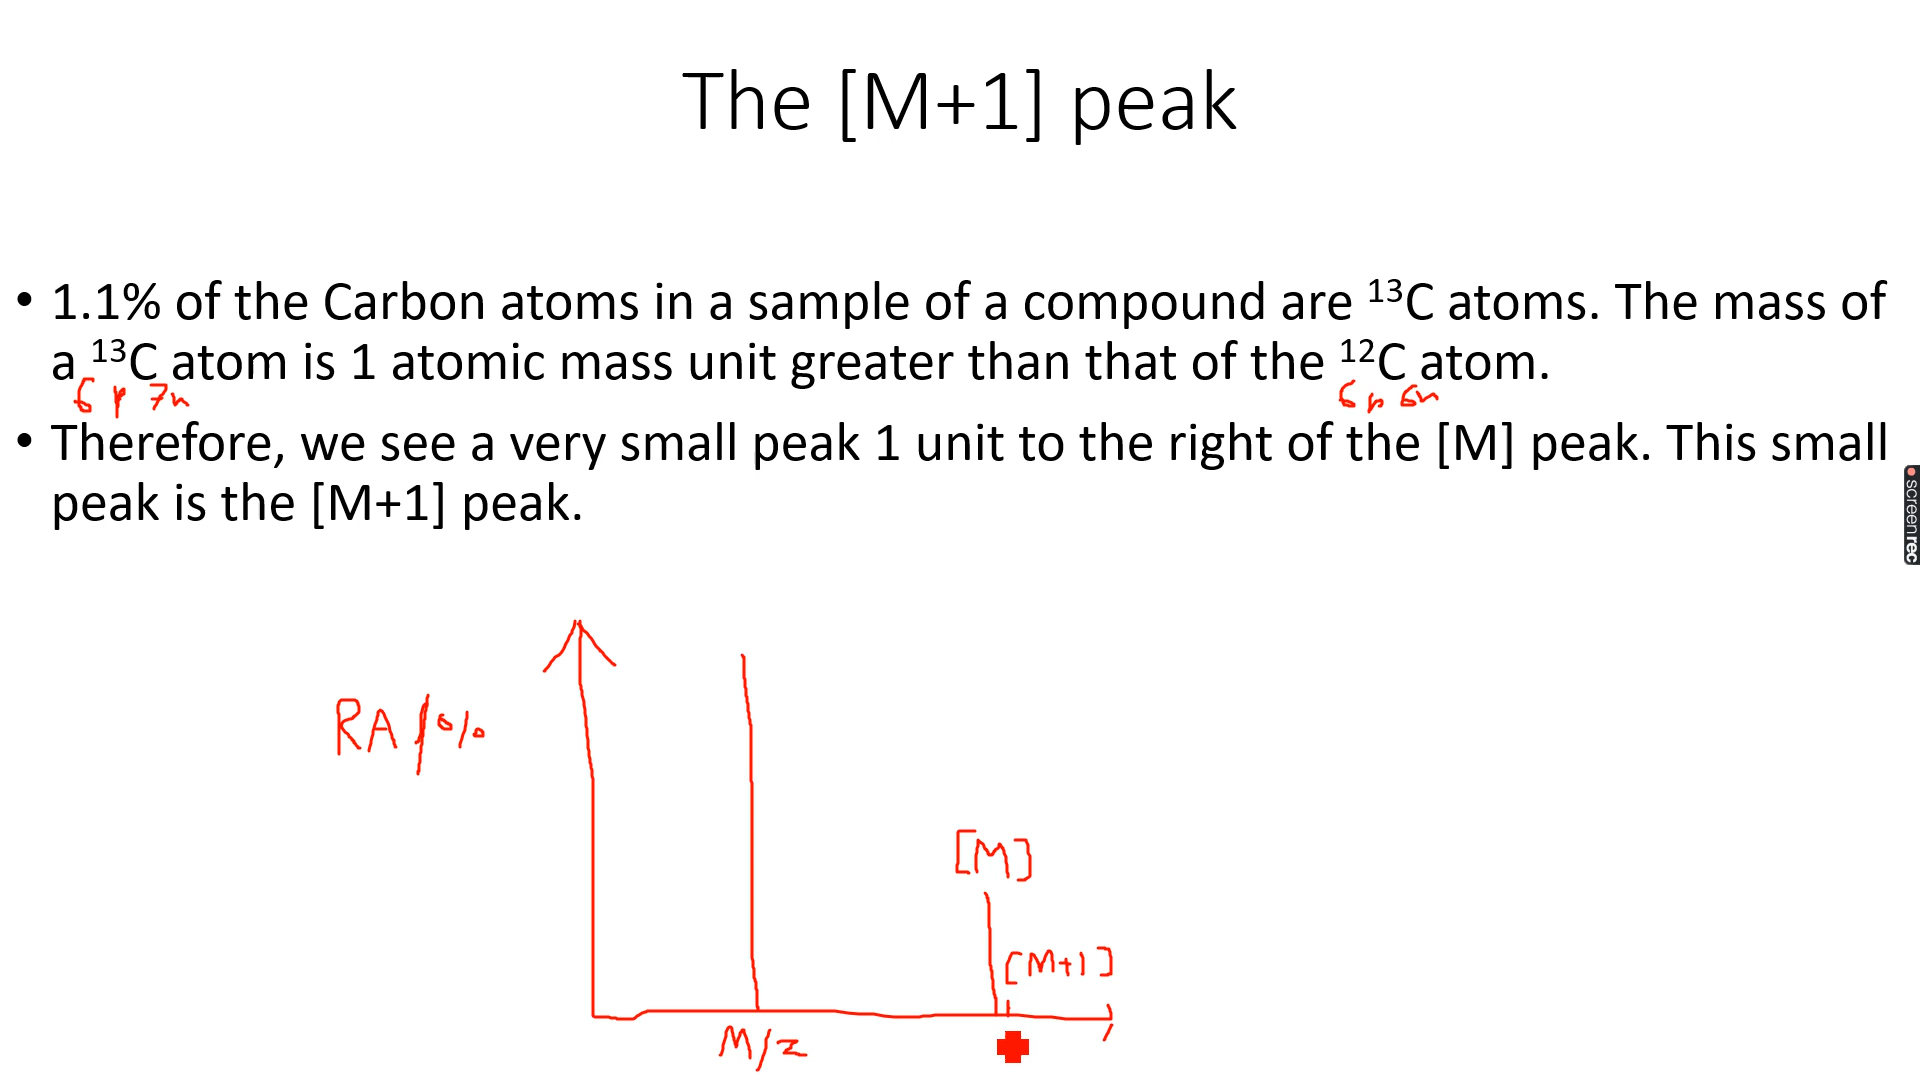 The [M+1] peak
• 1.1% of the Carbon atoms in a sample of a compound are ¹³C atoms. The mass of
a ¹³C atom is 1 atomic mass unit greater than that of the ¹²C atom.
6 p 7n 6p 6n
• Therefore, we see a very small peak 1 unit to the right of the [M] peak. This small
peak is the [M+1] peak.
screenrec
RA/%
[M]
[M+1]
M/z